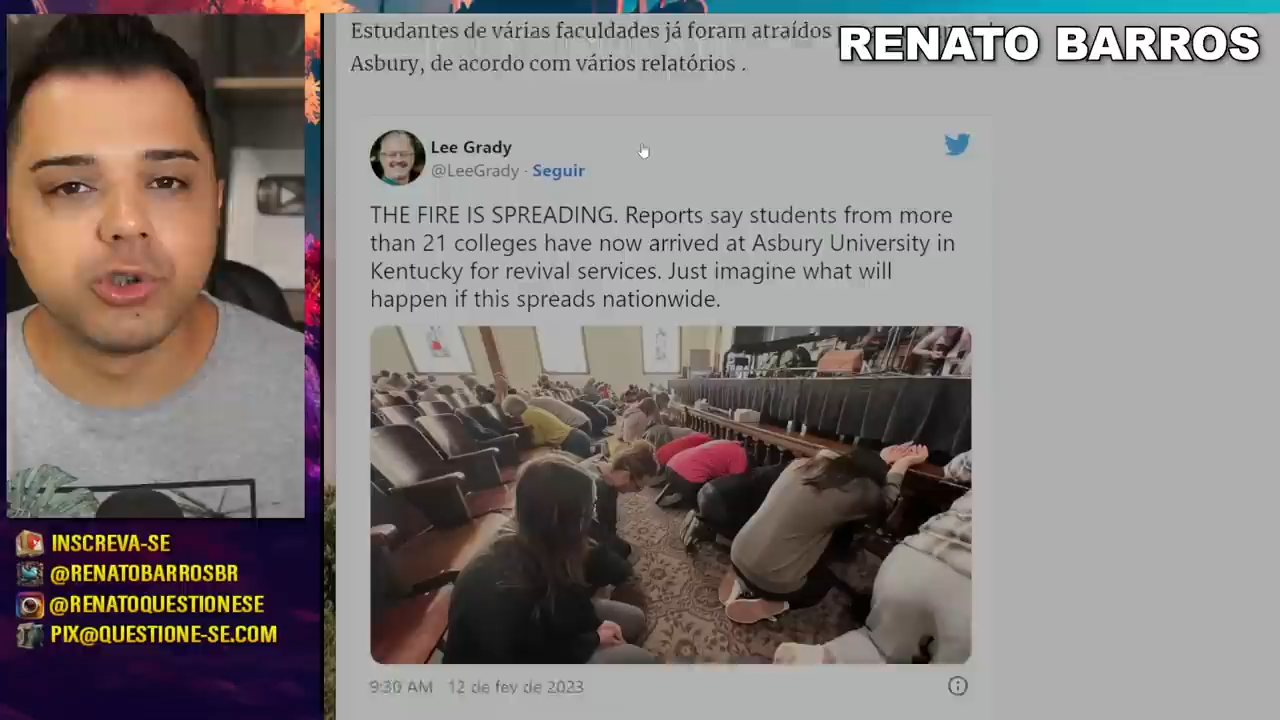 Estudantes de várias faculdades já foram atraídos
Asbury, de acordo com vários relatórios .
RENATO BARROS
Lee Grady
@LeeGrady · Seguir
THE FIRE IS SPREADING. Reports say students from more
than 21 colleges have now arrived at Asbury University in
Kentucky for revival services. Just imagine what will
happen if this spreads nationwide.
9:30 AM 12 de fev de 2023
INSCREVA-SE
@RENATOBARROSBR
@RENATOQUESTIONESE
PIX@QUESTIONE-SE.COM